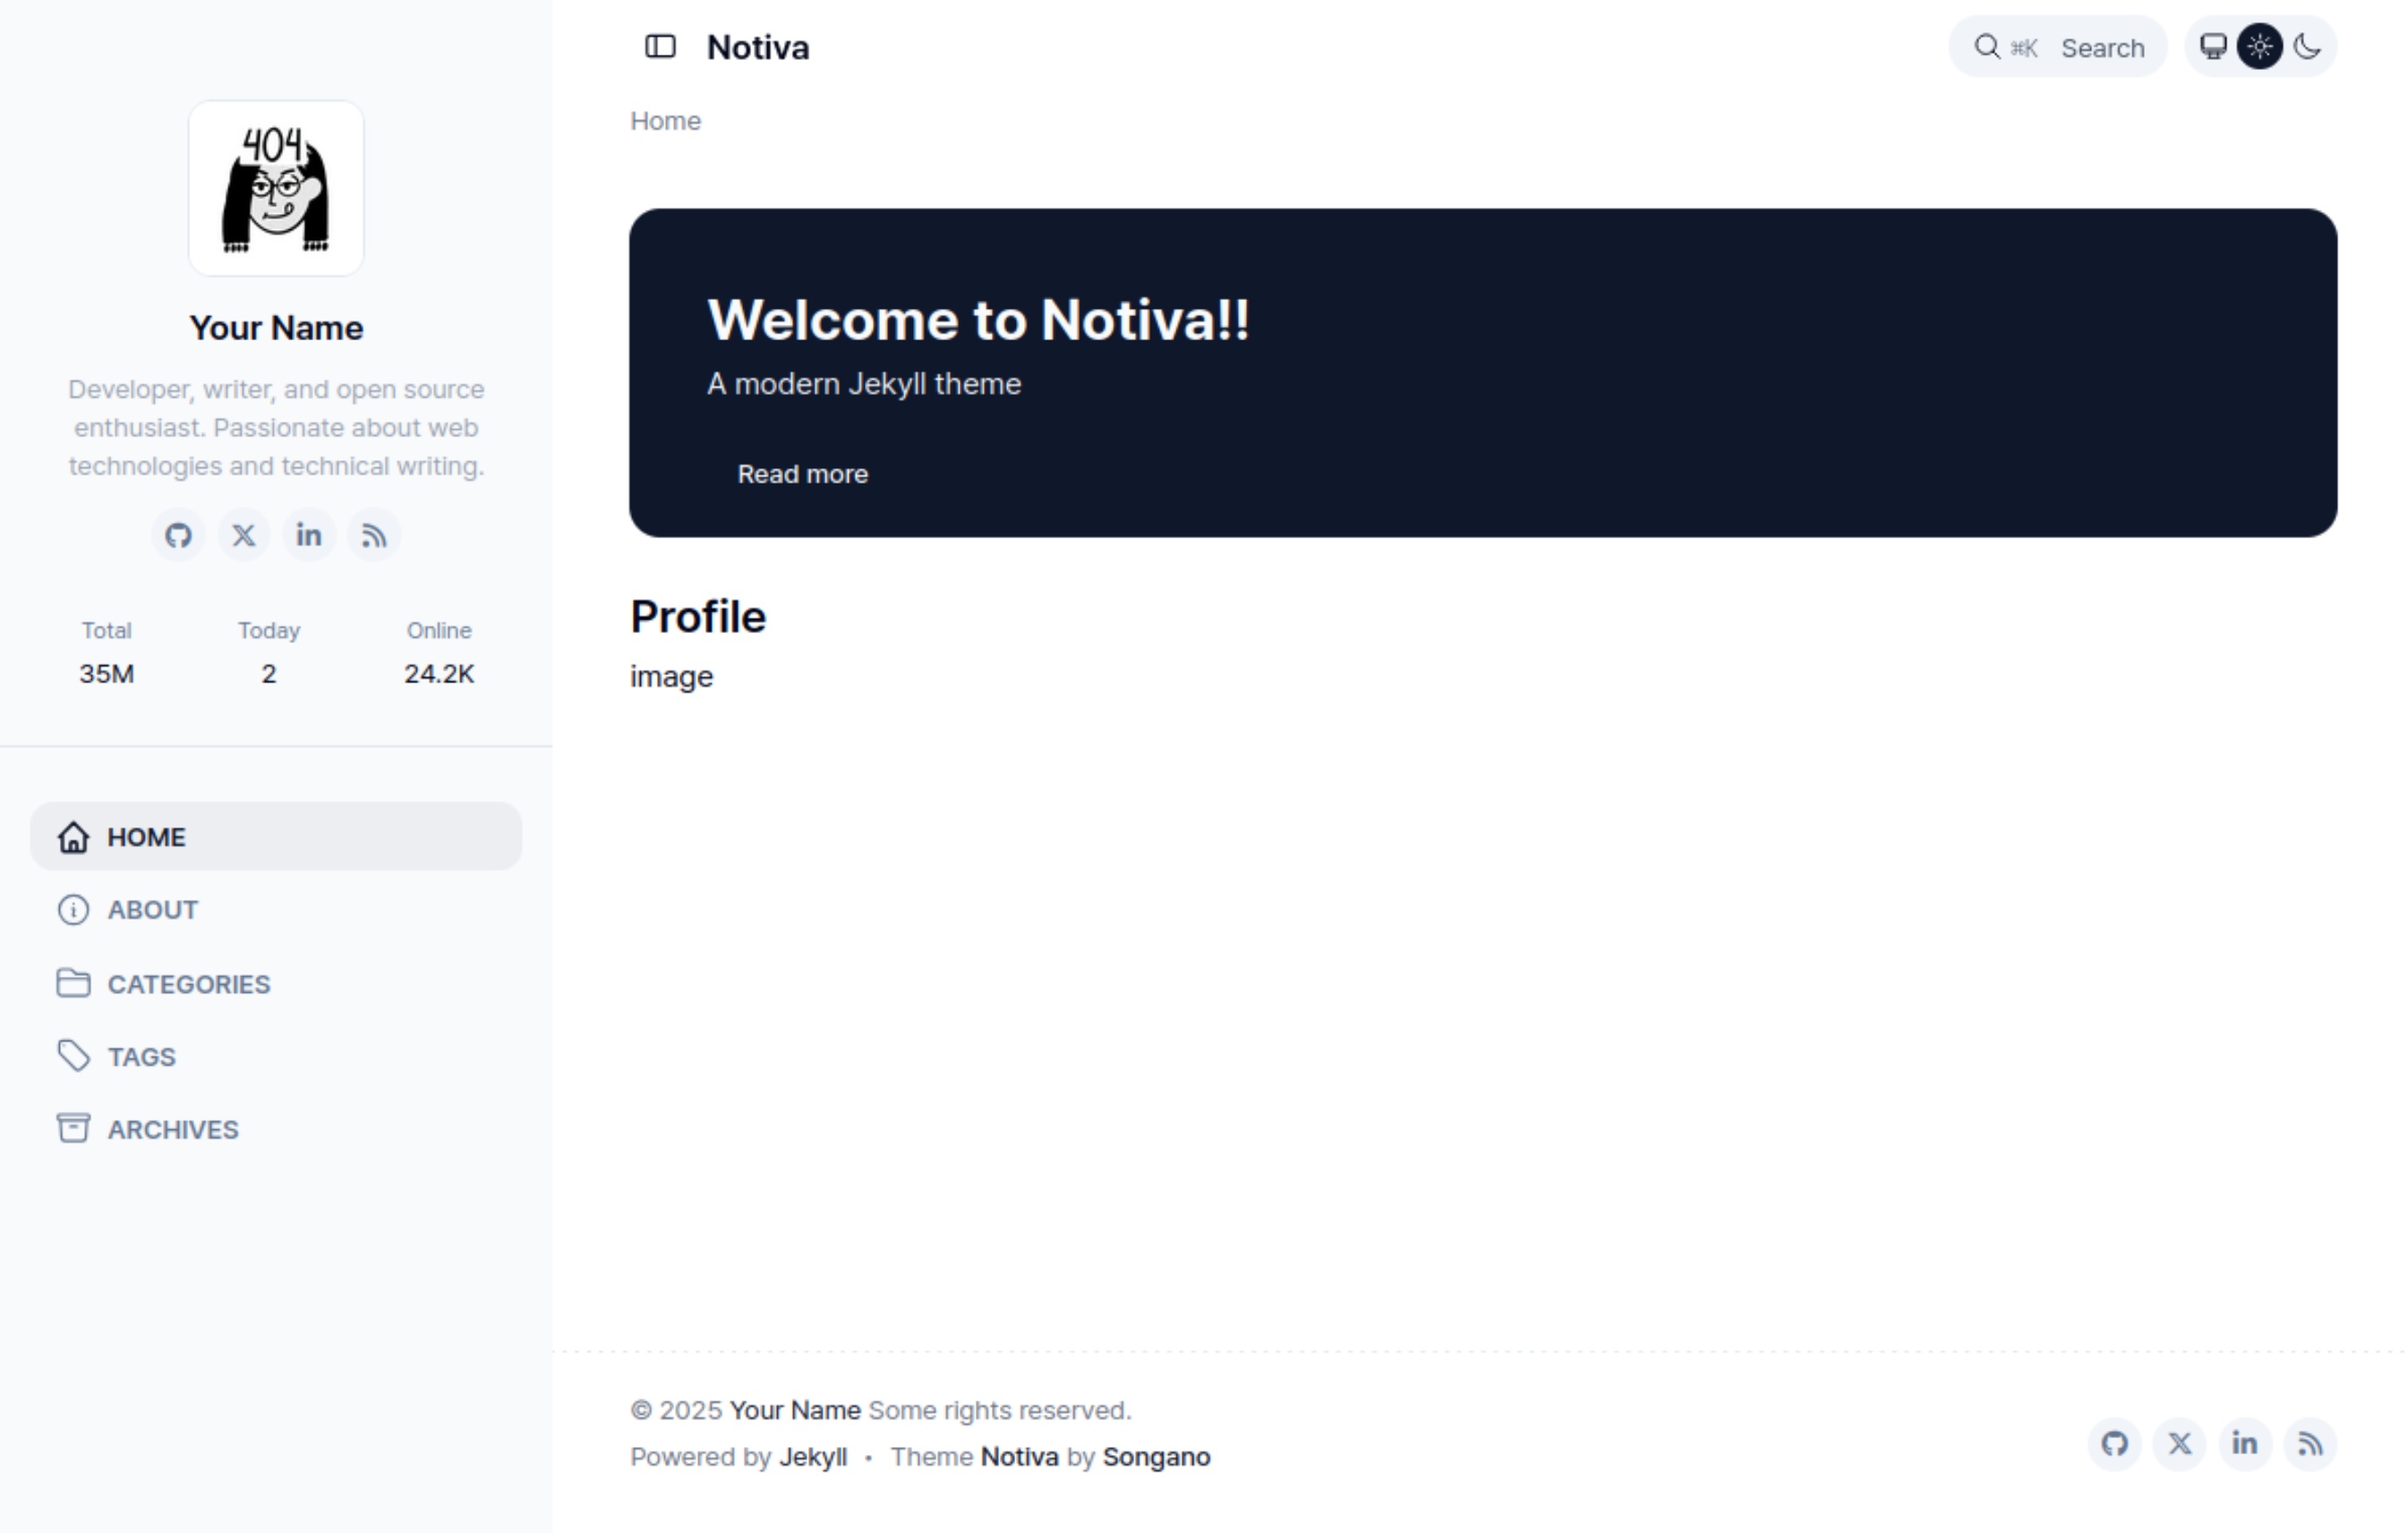 404
Your Name
Developer, writer, and open source
enthusiast. Passionate about web
technologies and technical writing.
Total Today Online
35M 2 24.2K
HOME
ABOUT
CATEGORIES
TAGS
ARCHIVES
Notiva
⌘K Search
Home
Welcome to Notiva!!
A modern Jekyll theme
Read more
Profile
image
© 2025 Your Name Some rights reserved.
Powered by Jekyll • Theme Notiva by Songano